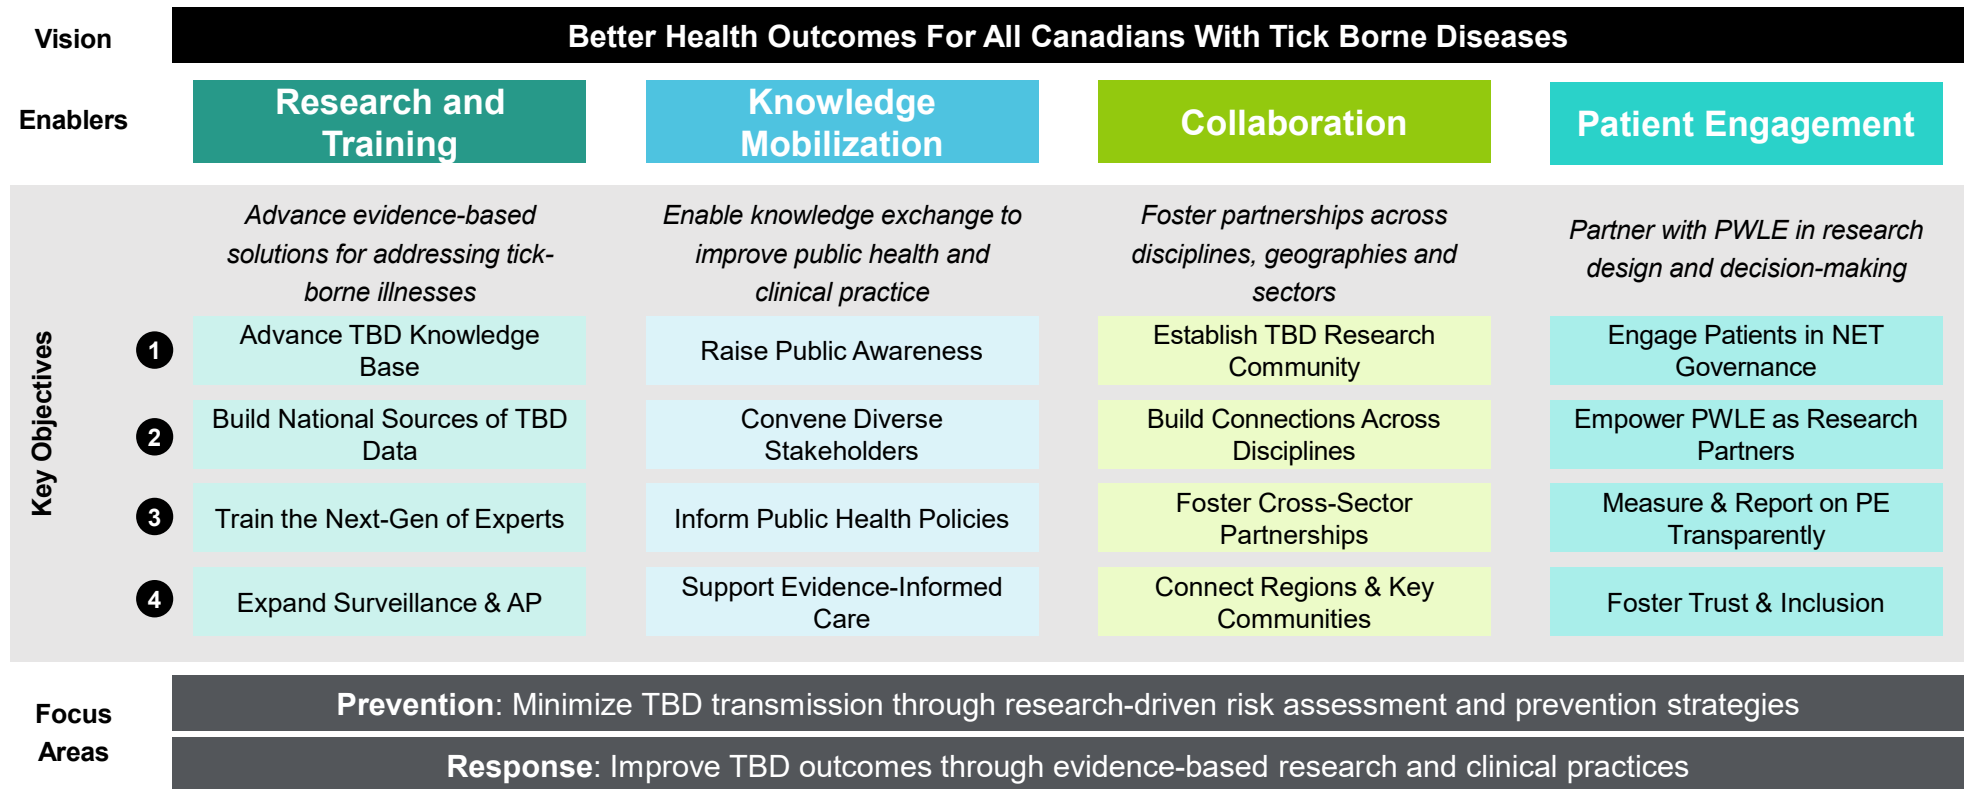 Vision
Better Health Outcomes For All Canadians With Tick Borne Diseases
Enablers
Research and
Training
Knowledge
Mobilization
Collaboration
Patient Engagement
Key Objectives
Advance evidence-based
solutions for addressing tick-
borne illnesses
Enable knowledge exchange to
improve public health and
clinical practice
Foster partnerships across
disciplines, geographies and
sectors
Partner with PWLE in research
design and decision-making
1
Advance TBD Knowledge
Base
Raise Public Awareness
Establish TBD Research
Community
Engage Patients in NET
Governance
2
Build National Sources of TBD
Data
Convene Diverse
Stakeholders
Build Connections Across
Disciplines
Empower PWLE as Research
Partners
3
Train the Next-Gen of Experts
Inform Public Health Policies
Foster Cross-Sector
Partnerships
Measure & Report on PE
Transparently
4
Expand Surveillance & AP
Support Evidence-Informed
Care
Connect Regions & Key
Communities
Foster Trust & Inclusion
Focus
Areas
Prevention: Minimize TBD transmission through research-driven risk assessment and prevention strategies
Response: Improve TBD outcomes through evidence-based research and clinical practices